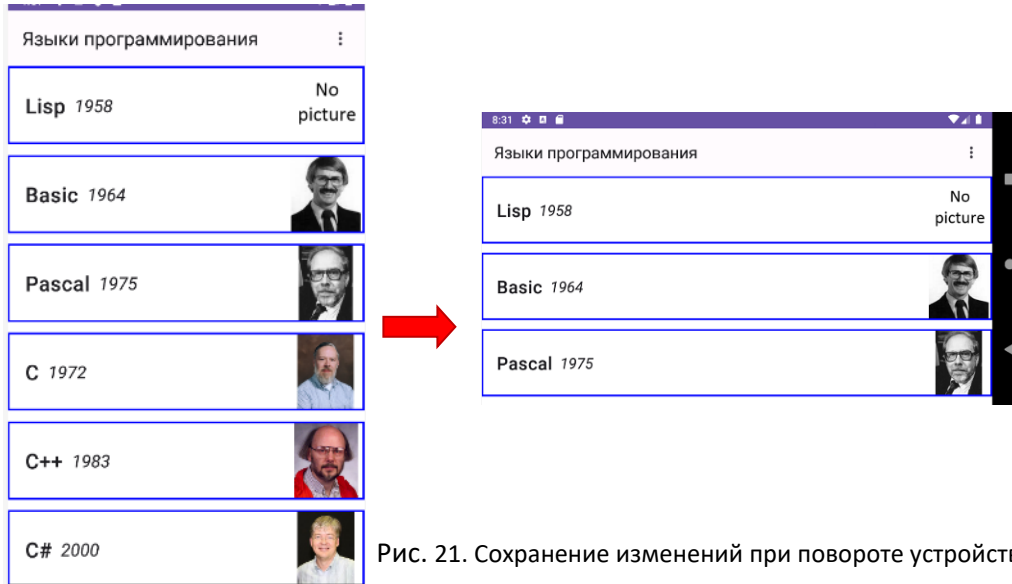 Языки программирования
Lisp 1958
No
picture
Basic 1964
Pascal 1975
C 1972
C++ 1983
C# 2000
8:31
Языки программирования
Lisp 1958
No
picture
Basic 1964
Pascal 1975
Рис. 21. Сохранение изменений при повороте